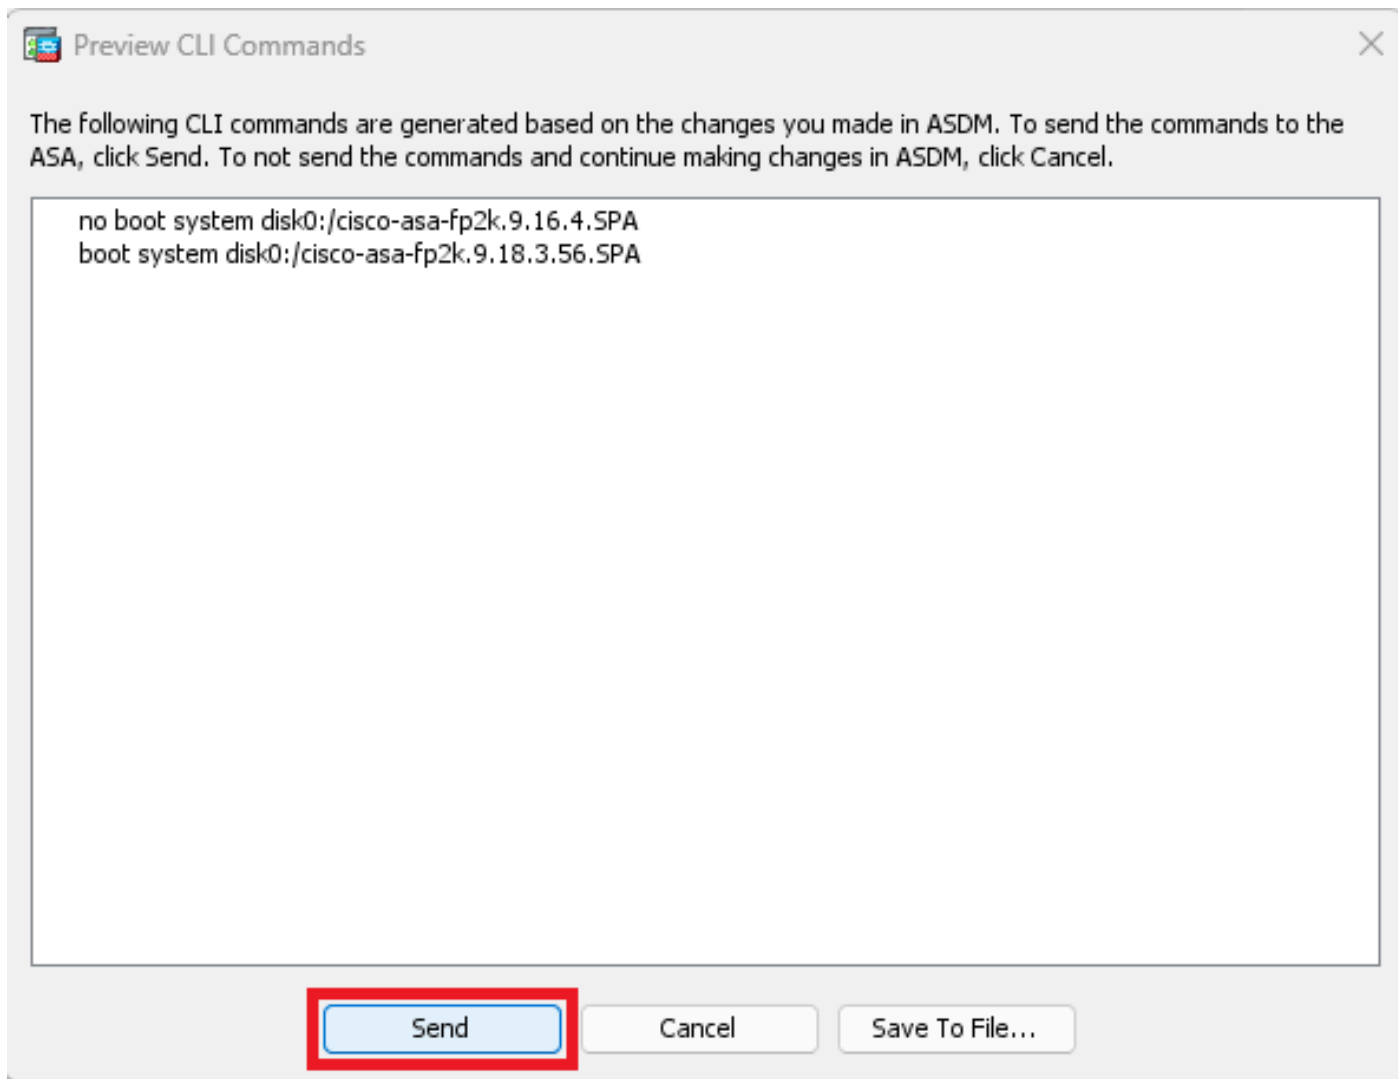 Preview CLI Commands
The following CLI commands are generated based on the changes you made in ASDM. To send the commands to the
ASA, click Send. To not send the commands and continue making changes in ASDM, click Cancel.
no boot system disk0:/cisco-asa-fp2k.9.16.4.SPA
boot system disk0:/cisco-asa-fp2k.9.18.3.56.SPA
Send Cancel Save To File...